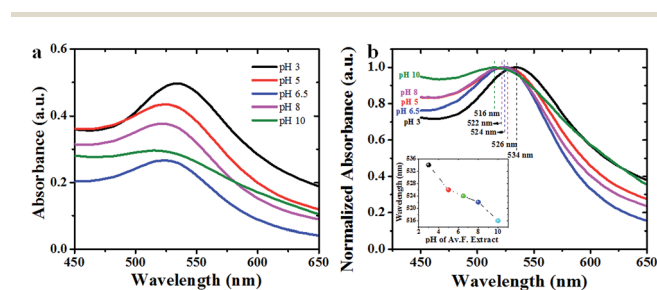 a
Absorbance (a.u.)
0.6
0.4
0.2
0.0
pH 3
pH 5
pH 6.5
pH 8
pH 10
450 500 550 600 650
Wavelength (nm)
b
Normalized Absorbance (a.u.)
1.0
0.8
0.6
0.4
0.2
0.0
pH 10
pH 8
pH 5
pH 6.5
pH 3
516 nm
522 nm
524 nm
526 nm
534 nm
Wavelength (nm)
536
532
528
524
520
516
2 4 6 8 10
pH of Av.F. Extract
450 500 550 600 650
Wavelength (nm)